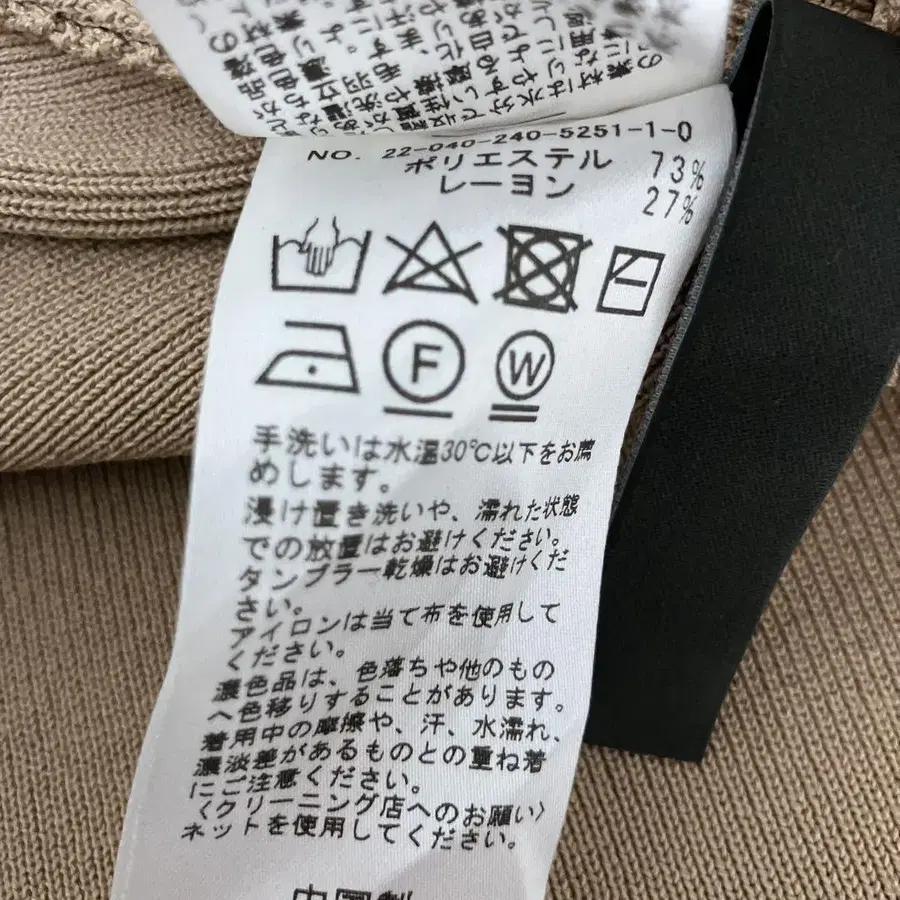 NO. 22-040-240-5251-1-0
ポリエステル 73%
レーヨン 27%
F W
手洗いは水温30℃以下をお薦
めします。
浸け置き洗いや、濡れた状態
での放置はお避けください。
タンブラー乾燥はお避けくだ
さい。
アイロンは当て布を使用して
ください。
濃色品は、色落ちや他のもの
へ色移りすることがあります。
着用中の摩擦や、汗、水濡れ、
濃淡差があるものとの重ね着
にご注意ください。
〈クリーニング店へのお願い〉
ネットを使用してください。
中国製